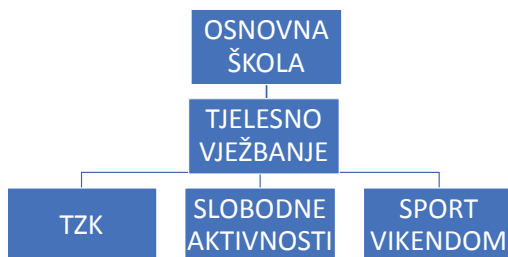 OSNOVNA
ŠKOLA
TJELESNO
VJEŽBANJE
TZK
SLOBODNE
AKTIVNOSTI
SPORT
VIKENDOM